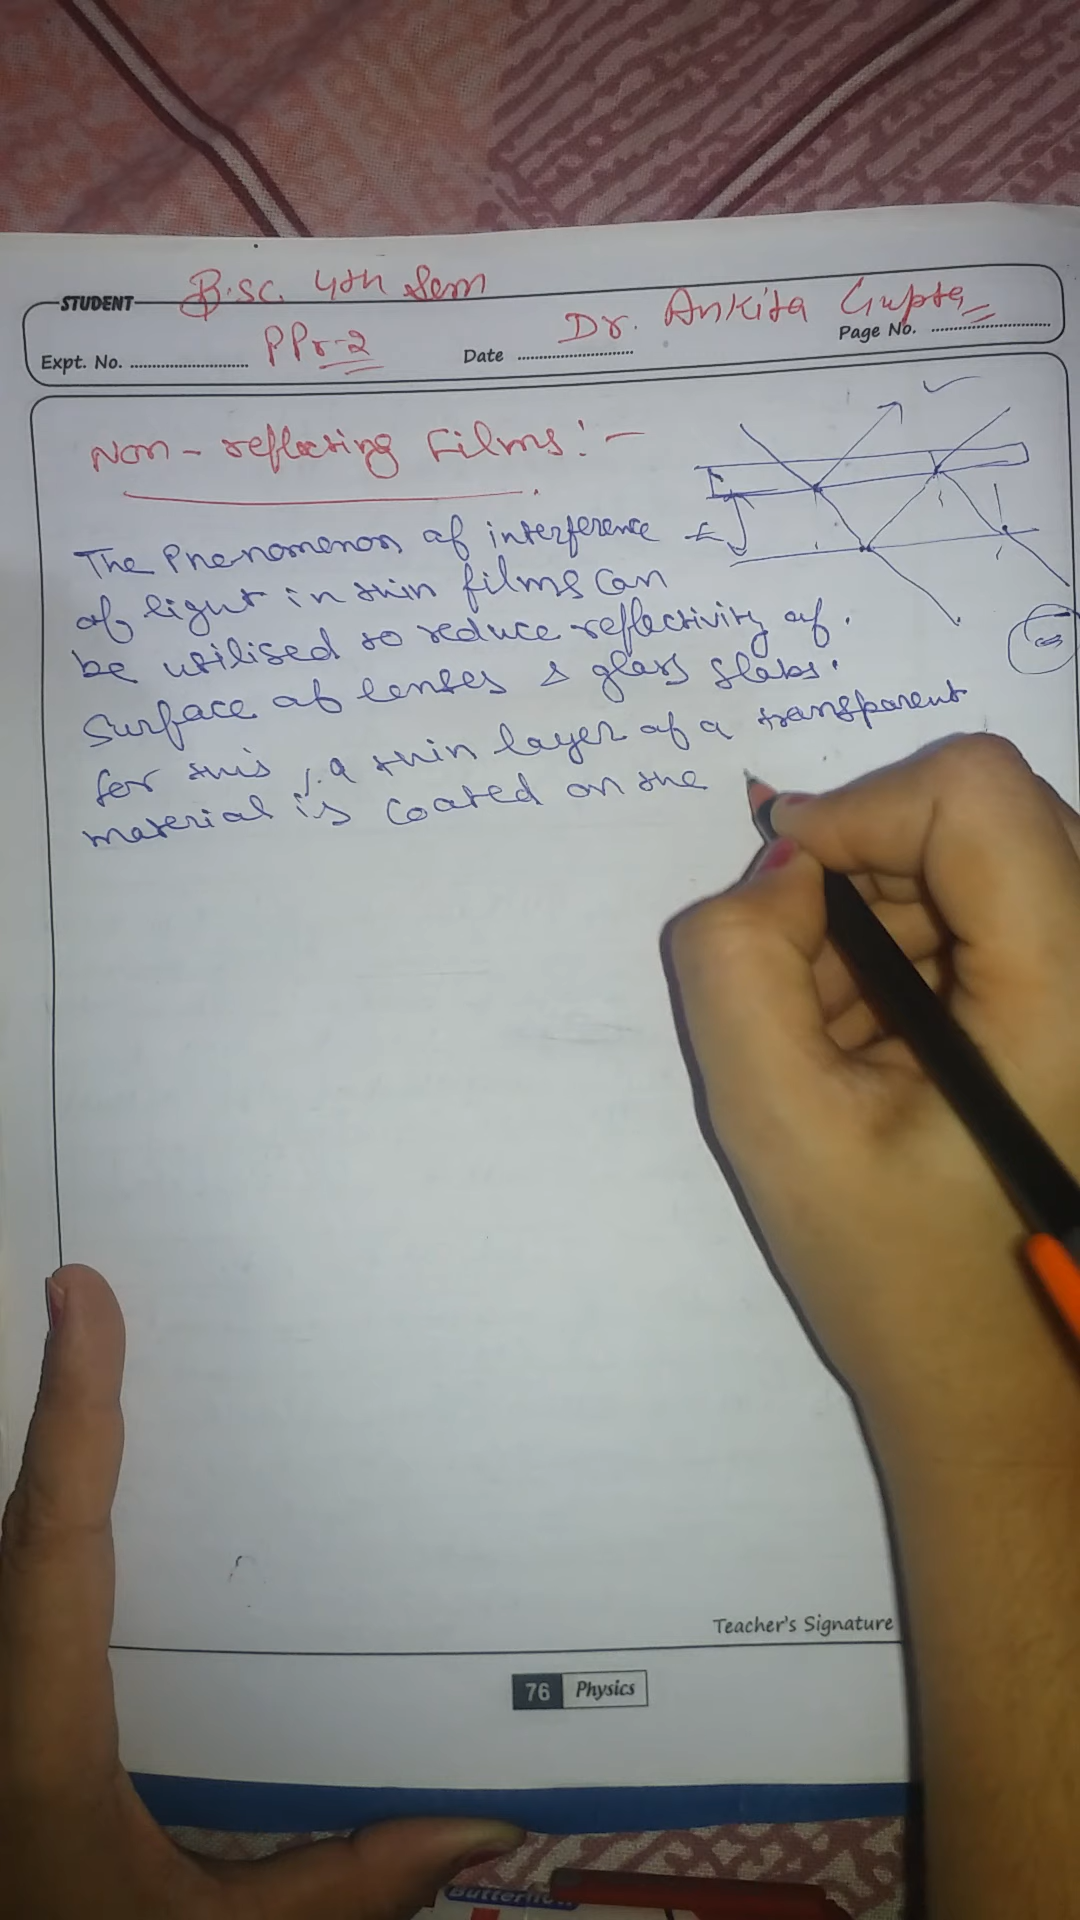 B.sc. 4th Sem
STUDENT
Dr. Ankita Gupta
Expt. No. PPr-2 Date Page No.
Non-reflecting Films:-
The Phenomenon of interference
of light in thin films can
be utilised to reduce reflectivity of
surface of lenses & glass slabs.
for this, a thin layer of a transparent
material is coated on the
t
Teacher's Signature
76 Physics
Butterflow